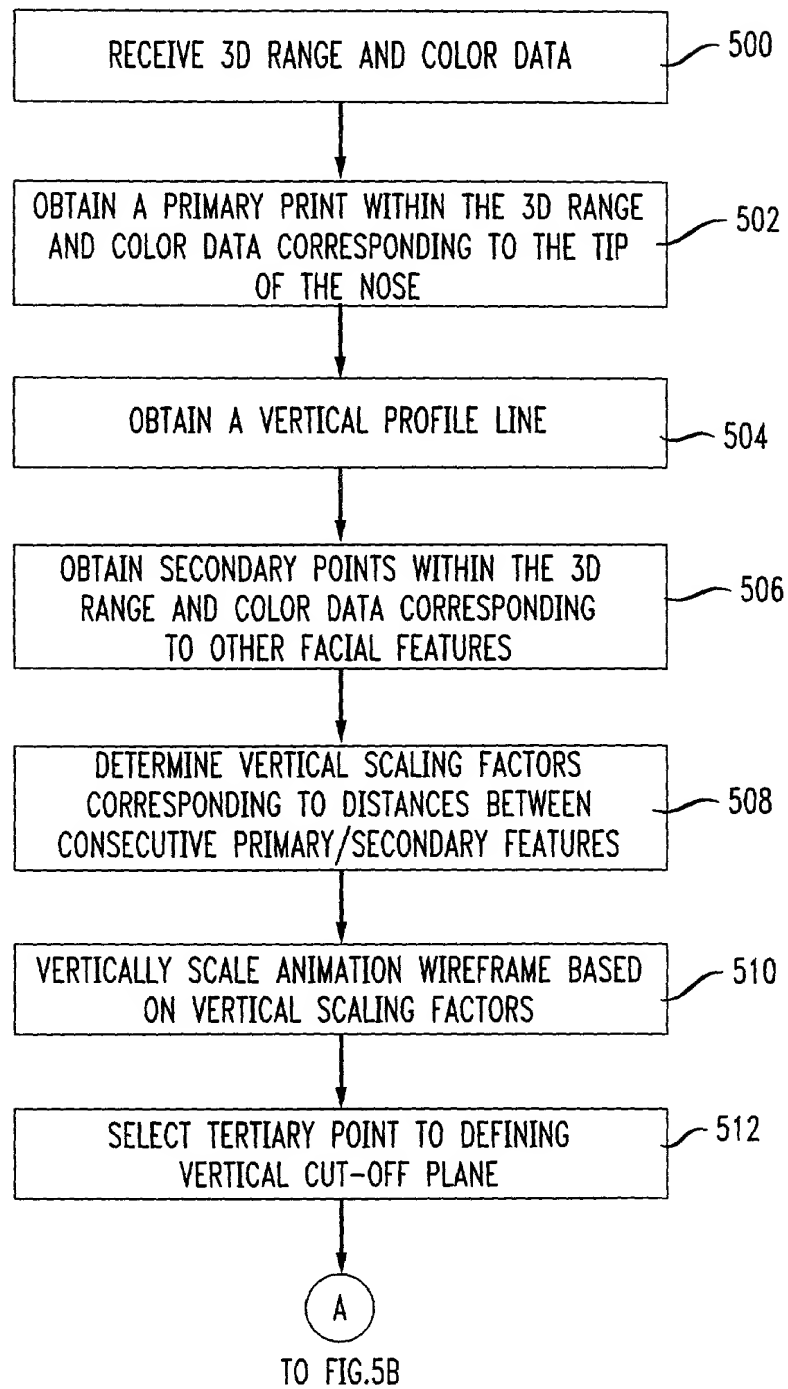 RECEIVE 3D RANGE AND COLOR DATA
500
OBTAIN A PRIMARY PRINT WITHIN THE 3D RANGE
AND COLOR DATA CORRESPONDING TO THE TIP
OF THE NOSE
502
OBTAIN A VERTICAL PROFILE LINE
504
OBTAIN SECONDARY POINTS WITHIN THE 3D
RANGE AND COLOR DATA CORRESPONDING
TO OTHER FACIAL FEATURES
506
DETERMINE VERTICAL SCALING FACTORS
CORRESPONDING TO DISTANCES BETWEEN
CONSECUTIVE PRIMARY/SECONDARY FEATURES
508
VERTICALLY SCALE ANIMATION WIREFRAME BASED
ON VERTICAL SCALING FACTORS
510
SELECT TERTIARY POINT TO DEFINING
VERTICAL CUT-OFF PLANE
512
A
TO FIG.5B